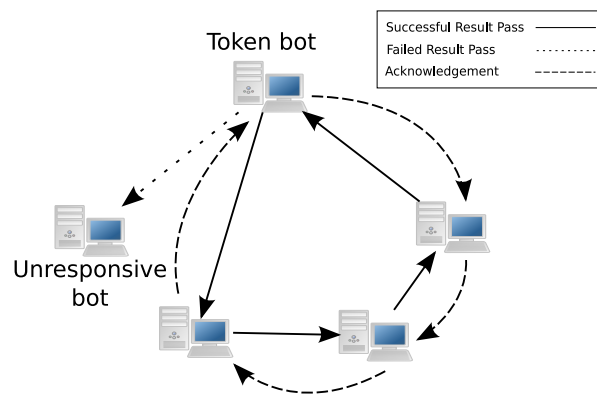 Token bot
Successful Result Pass
Failed Result Pass
Acknowledgement
Unresponsive
bot